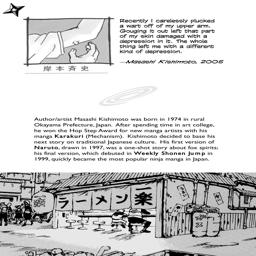 Recently I carelessly plucked
a wart off of my upper arm.
Gouging it out left that part
of my skin damaged with a
depression in it. The whole
thing left me with a different
kind of depression.
—Masashi Kishimoto, 2006
岸本斉史
Author/artist Masashi Kishimoto was born in 1974 in rural
Okayama Prefecture, Japan. After spending time in art college,
he won the Hop Step Award for new manga artists with his
manga Karakuri (Mechanism). Kishimoto decided to base his
next story on traditional Japanese culture. His first version of
Naruto, drawn in 1997, was a one-shot story about fox spirits;
his final version, which debuted in Weekly Shonen Jump in
1999, quickly became the most popular ninja manga in Japan.
ラーメン楽